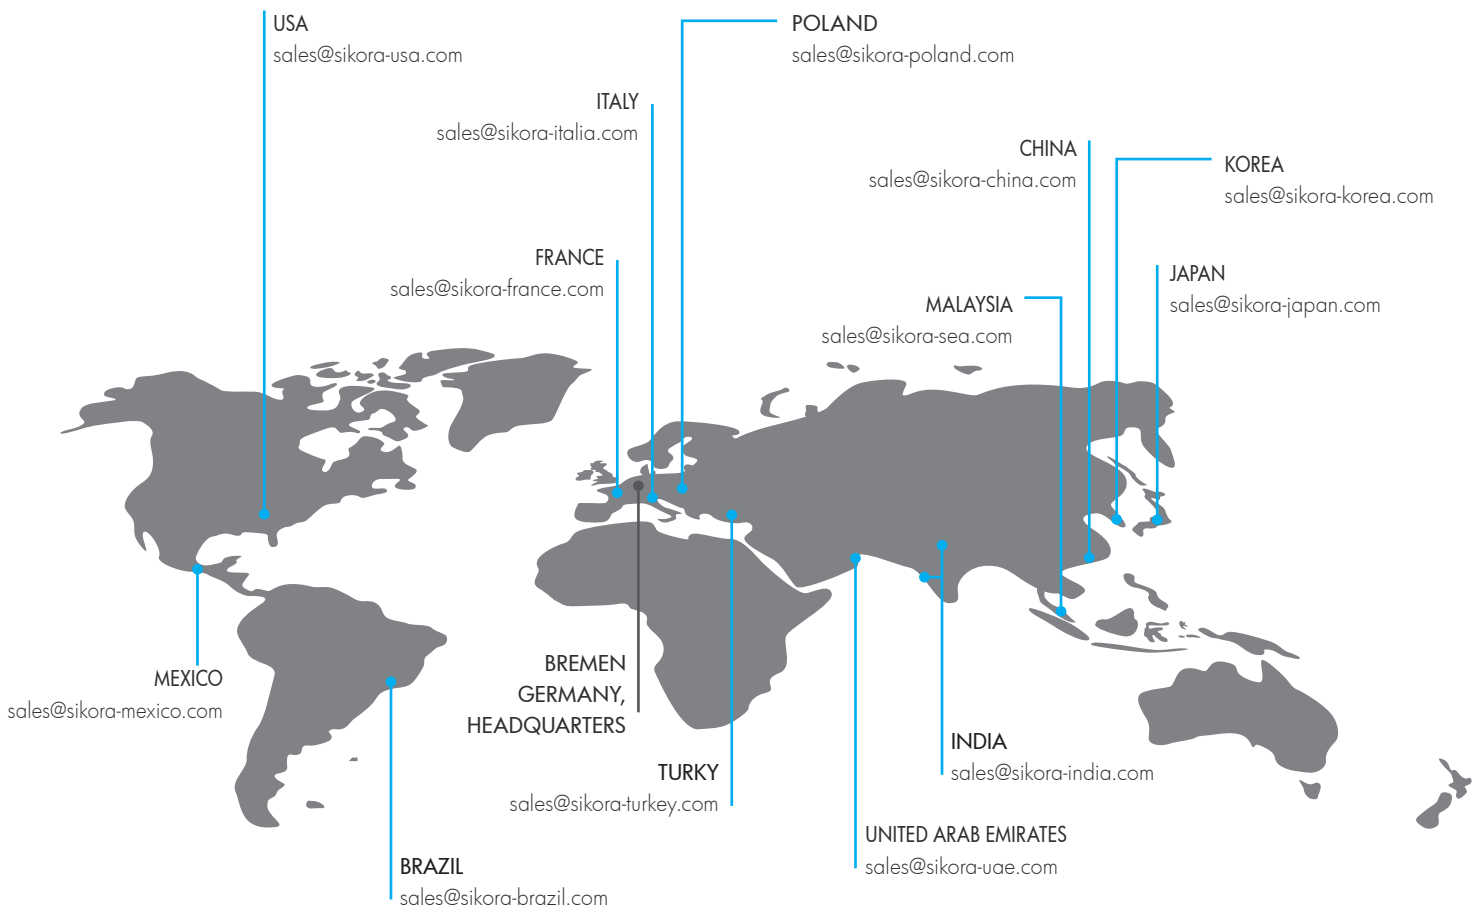 USA
sales@sikora-usa.com
POLAND
sales@sikora-poland.com
ITALY
sales@sikora-italia.com
CHINA
sales@sikora-china.com
KOREA
sales@sikora-korea.com
FRANCE
sales@sikora-france.com
JAPAN
sales@sikora-japan.com
MALAYSIA
sales@sikora-sea.com
MEXICO
sales@sikora-mexico.com
BREMEN
GERMANY,
HEADQUARTERS
INDIA
sales@sikora-india.com
TURKY
sales@sikora-turkey.com
UNITED ARAB EMIRATES
sales@sikora-uae.com
BRAZIL
sales@sikora-brazil.com